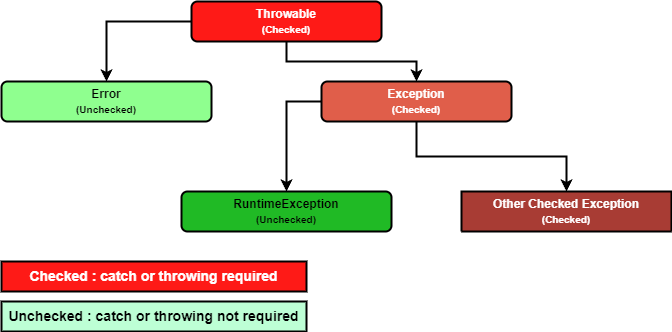 Throwable
(Checked)
Error
(Unchecked)
Exception
(Checked)
RuntimeException
(Unchecked)
Other Checked Exception
(Checked)
Checked : catch or throwing required
Unchecked : catch or throwing not required